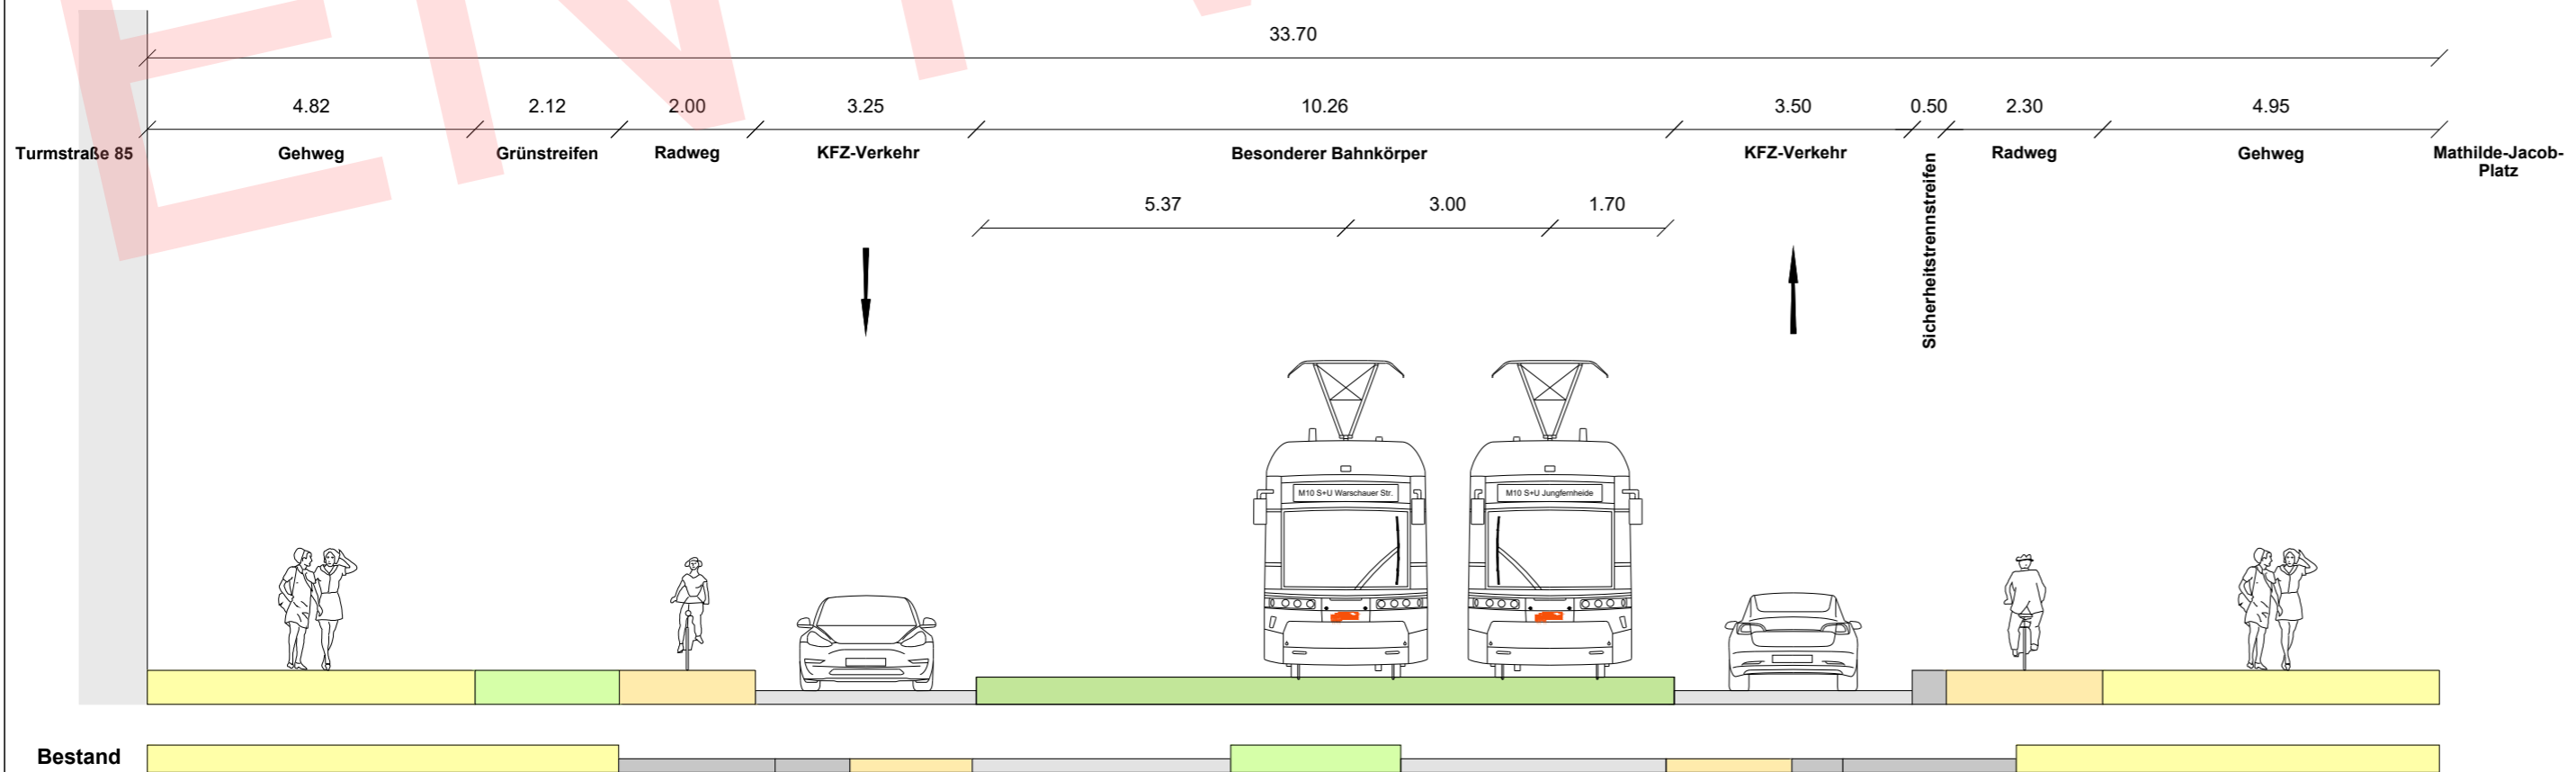 33.70
4.82 2.12 2.00 3.25 10.26 3.50 0.50 2.30 4.95
Turmstraße 85 Gehweg Grünstreifen Radweg KFZ-Verkehr Besonderer Bahnkörper KFZ-Verkehr Sicherheitstrennstreifen Radweg Gehweg Mathilde-Jacob-
Platz
5.37 3.00 1.70
M10 S+U Warschauer Str. M10 S+U Jungfernheide
Bestand